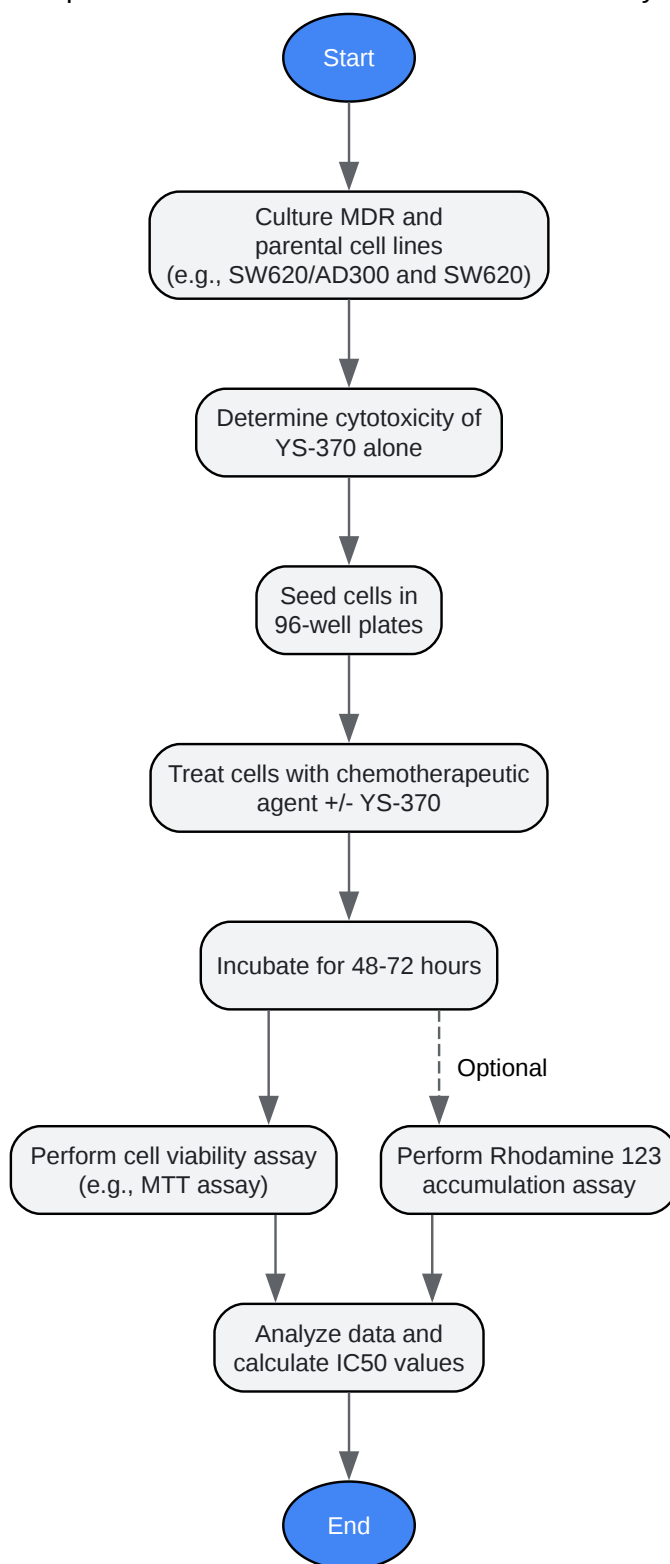 Start
Culture MDR and
parental cell lines
(e.g., SW620/AD300 and SW620)
Determine cytotoxicity of
YS-370 alone
Seed cells in
96-well plates
Treat cells with chemotherapeutic
agent +/- YS-370
Incubate for 48-72 hours
Optional
Perform cell viability assay
(e.g., MTT assay)
Perform Rhodamine 123
accumulation assay
Analyze data and
calculate IC50 values
End